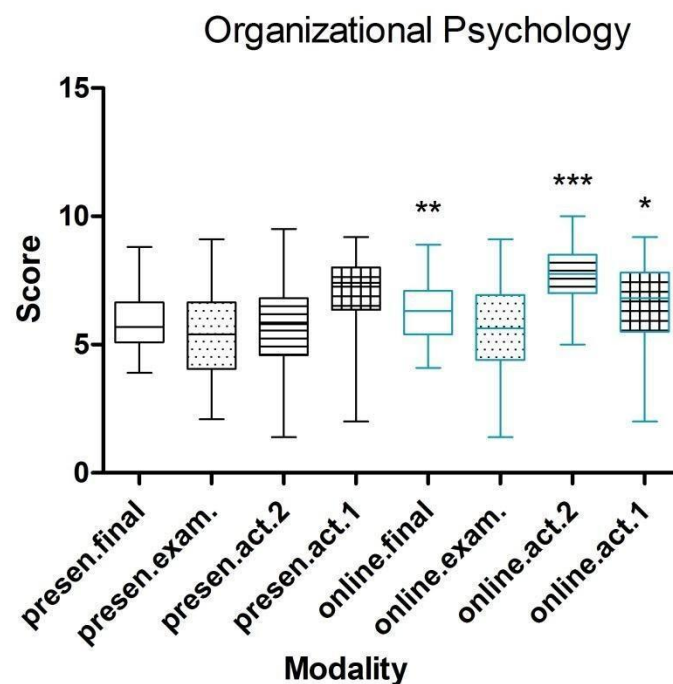 Organizational Psychology
Score
15
10
5
0
**
***
*
presen.final
presen.exam.
presen.act.2
presen.act.1
online.final
online.exam.
online.act.2
online.act.1
Modality